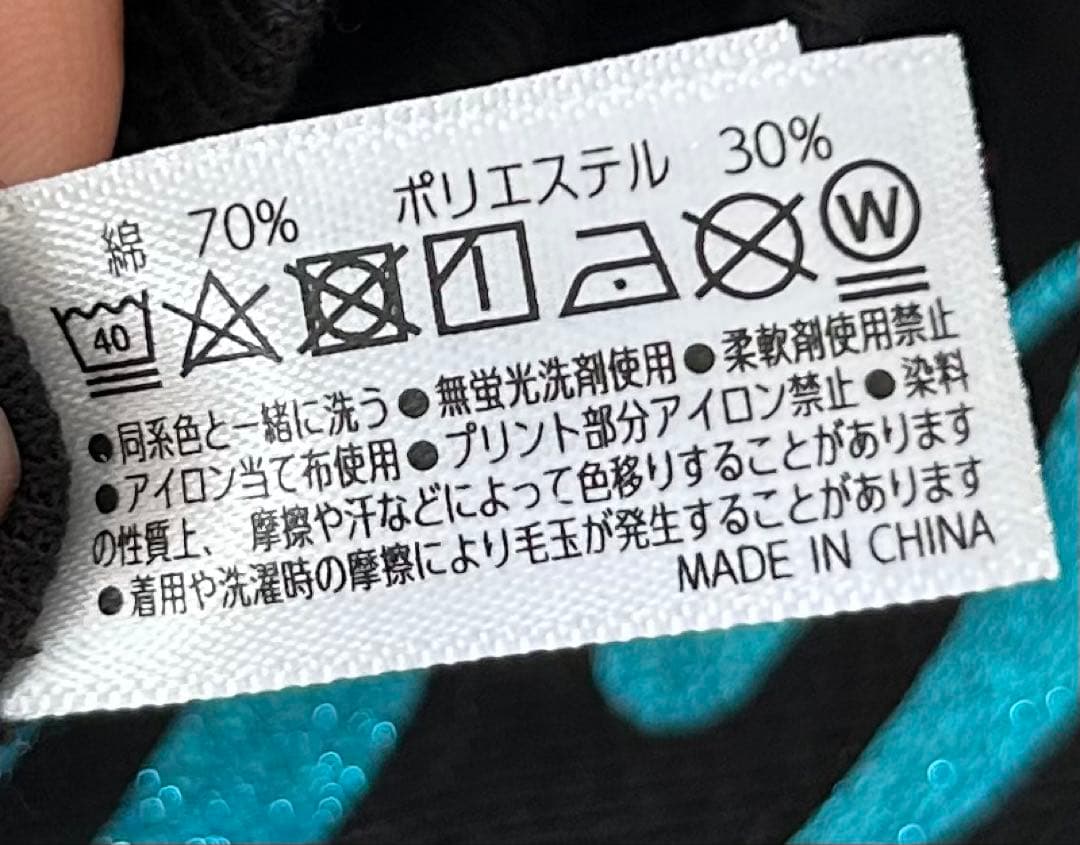 綿 70% ポリエステル 30%
40 W
●同系色と一緒に洗う●無蛍光洗剤使用●柔軟剤使用禁止
●アイロン当て布使用●プリント部分アイロン禁止●染料
の性質上、摩擦や汗などによって色移りすることがあります
●着用や洗濯時の摩擦により毛玉が発生することがあります
MADE IN CHINA